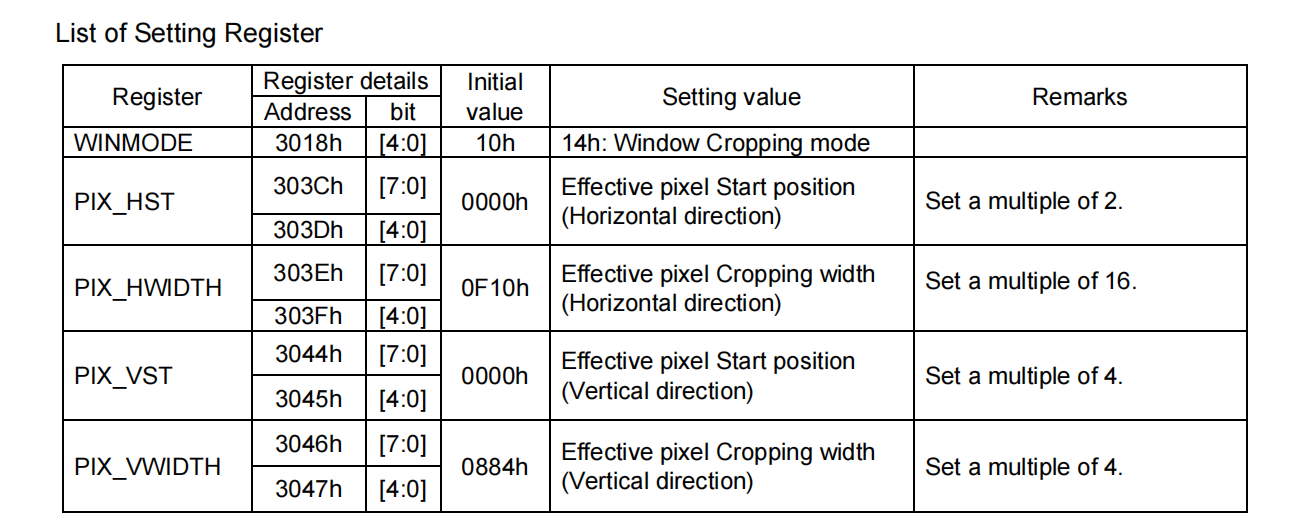 List of Setting Register
Register Register details Initial value Setting value Remarks
Address bit
WINMODE 3018h [4:0] 10h 14h: Window Cropping mode
PIX_HST 303Ch [7:0] 0000h Effective pixel Start position (Horizontal direction) Set a multiple of 2.
303Dh [4:0]
PIX_HWIDTH 303Eh [7:0] 0F10h Effective pixel Cropping width (Horizontal direction) Set a multiple of 16.
303Fh [4:0]
PIX_VST 3044h [7:0] 0000h Effective pixel Start position (Vertical direction) Set a multiple of 4.
3045h [4:0]
PIX_VWIDTH 3046h [7:0] 0884h Effective pixel Cropping width (Vertical direction) Set a multiple of 4.
3047h [4:0]